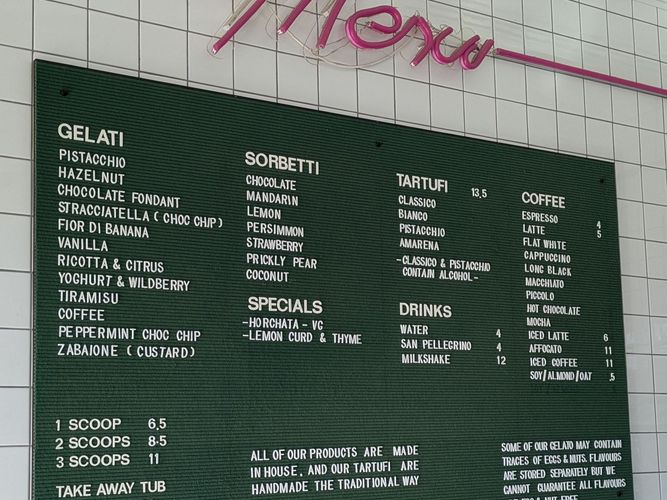 Menu
GELATI
PISTACCHIO
HAZELNUT
CHOCOLATE FONDANT
STRACCIATELLA ( CHOC CHIP)
FIOR DI BANANA
VANILLA
RICOTTA & CITRUS
YOGHURT & WILDBERRY
TIRAMISU
COFFEE
PEPPERMINT CHOC CHIP
ZABAIONE ( CUSTARD)
1 SCOOP 6,5
2 SCOOPS 8.5
3 SCOOPS 11
TAKE AWAY TUB
SORBETTI
CHOCOLATE
MANDARIN
LEMON
PERSIMMON
STRAWBERRY
PRICKLY PEAR
COCONUT
SPECIALS
-HORCHATA - VG
-LEMON CURD & THYME
ALL OF OUR PRODUCTS ARE MADE
IN HOUSE, AND OUR TARTUFI ARE
HANDMADE THE TRADITIONAL WAY
TARTUFI 13,5
CLASSICO
BIANCO
PISTACCHIO
AMARENA
-CLASSICO & PISTACCHIO
CONTAIN ALCOHOL-
DRINKS
WATER 4
SAN PELLEGRINO 4
MILKSHAKE 12
COFFEE
ESPRESSO 4
LATTE 5
FLAT WHITE
CAPPUCCINO
LONG BLACK
MACCHIATO
PICCOLO
HOT CHOCOLATE
MOCHA
ICED LATTE 6
AFFOGATO 11
ICED COFFEE 11
SOY/ALMOND/OAT .5
SOME OF OUR GELATO MAY CONTAIN
TRACES OF EGGS & NUTS. FLAVOURS
ARE STORED SEPARATELY BUT WE
CANNOT GUARANTEE ALL FLAVOURS